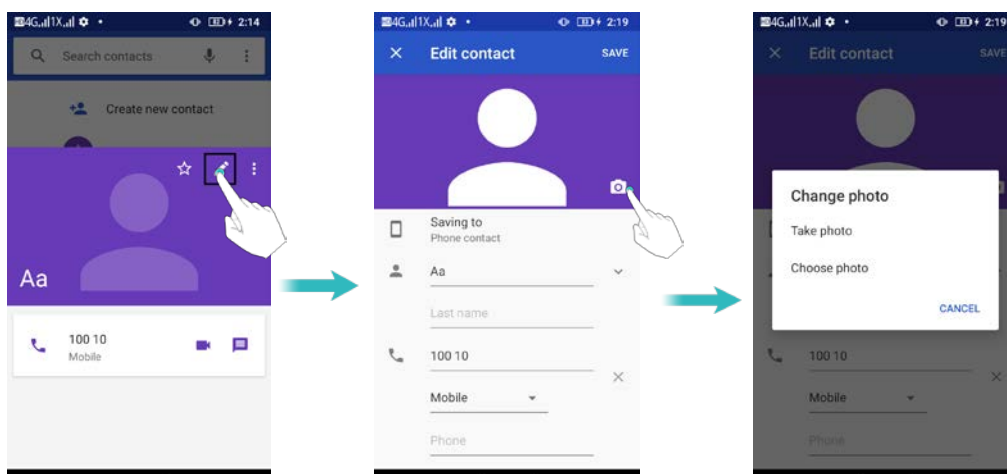 4G 1X 2:14
Search contacts
Create new contact
Aa
100 10
Mobile
4G 1X 2:19
Edit contact SAVE
Saving to
Phone contact
Aa
Last name
100 10
Mobile
Phone
4G 1X 2:19
Edit contact SAVE
Change photo
Take photo
Choose photo
CANCEL
100 10
Mobile
Phone